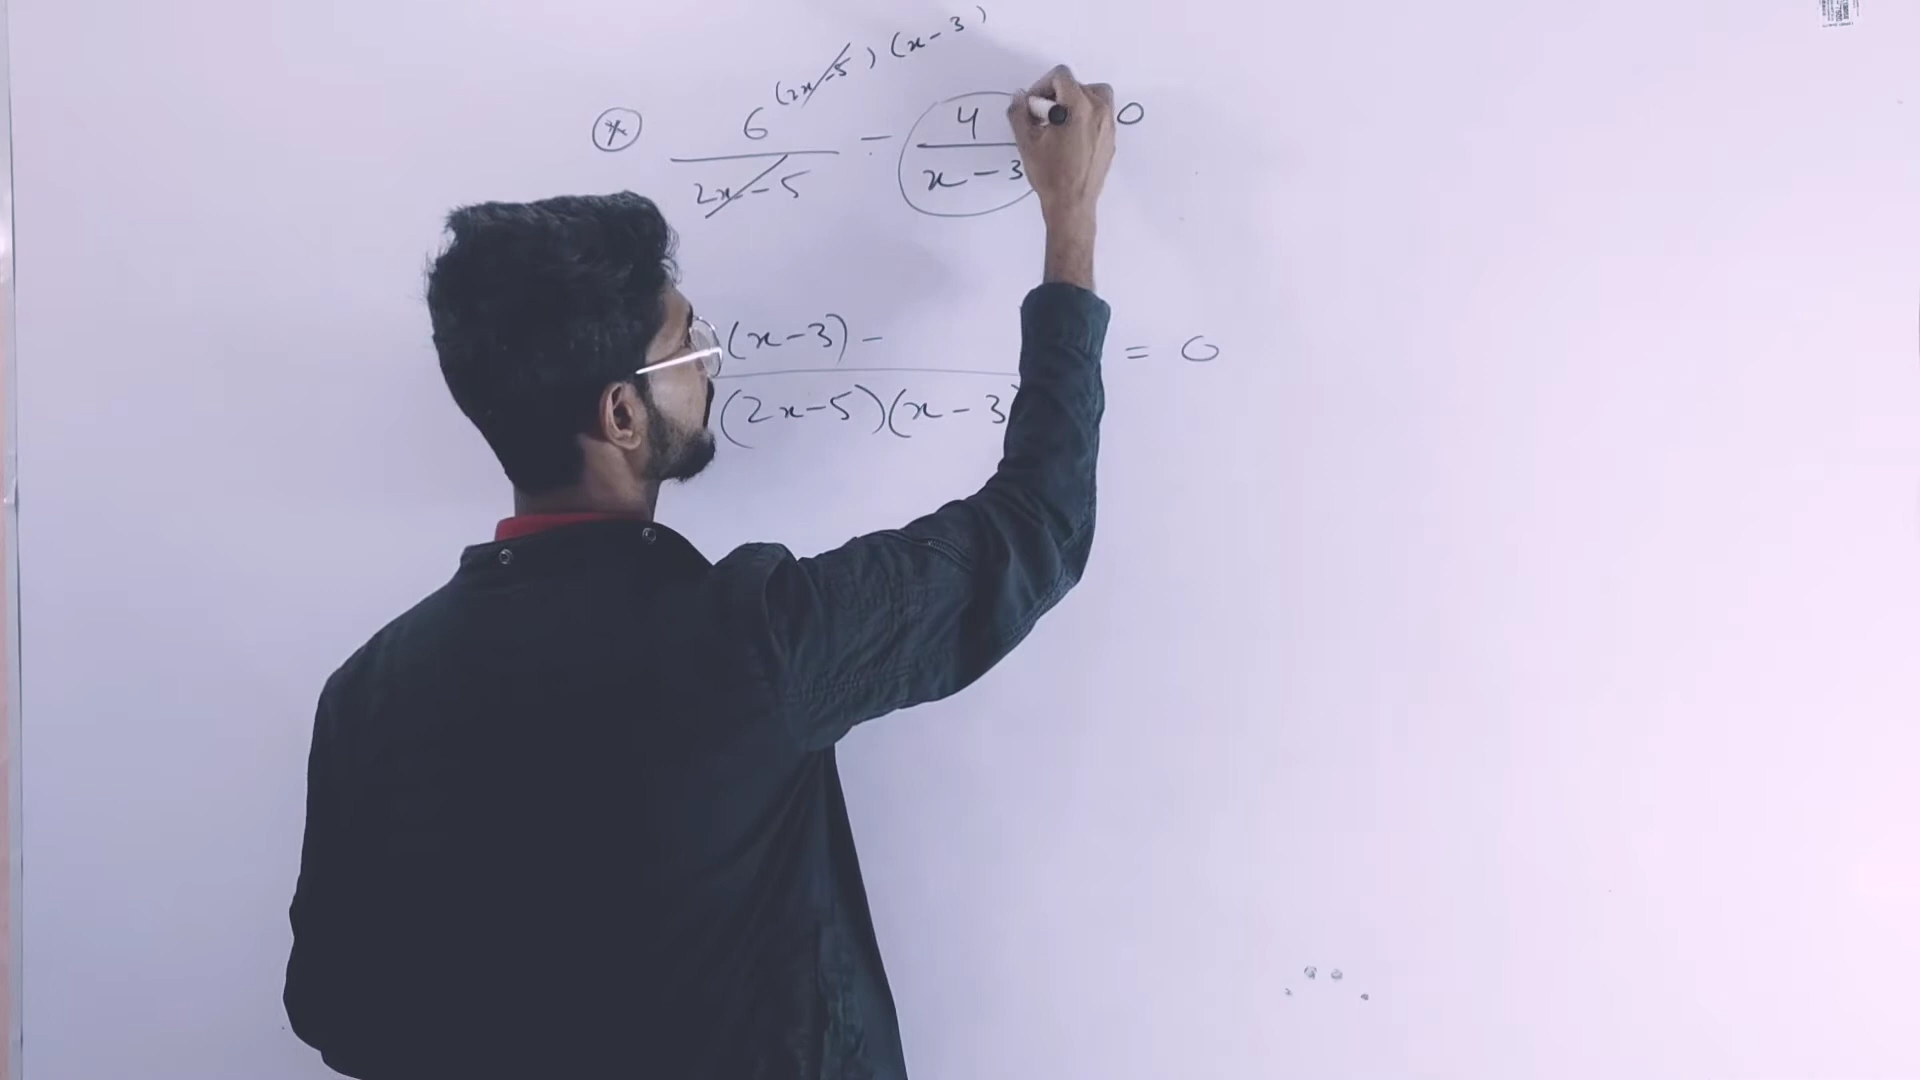 (2x-5) (x-3)
* 6/2x-5 - 4/x-3 0
(x-3) - / (2x-5)(x-3 = 0